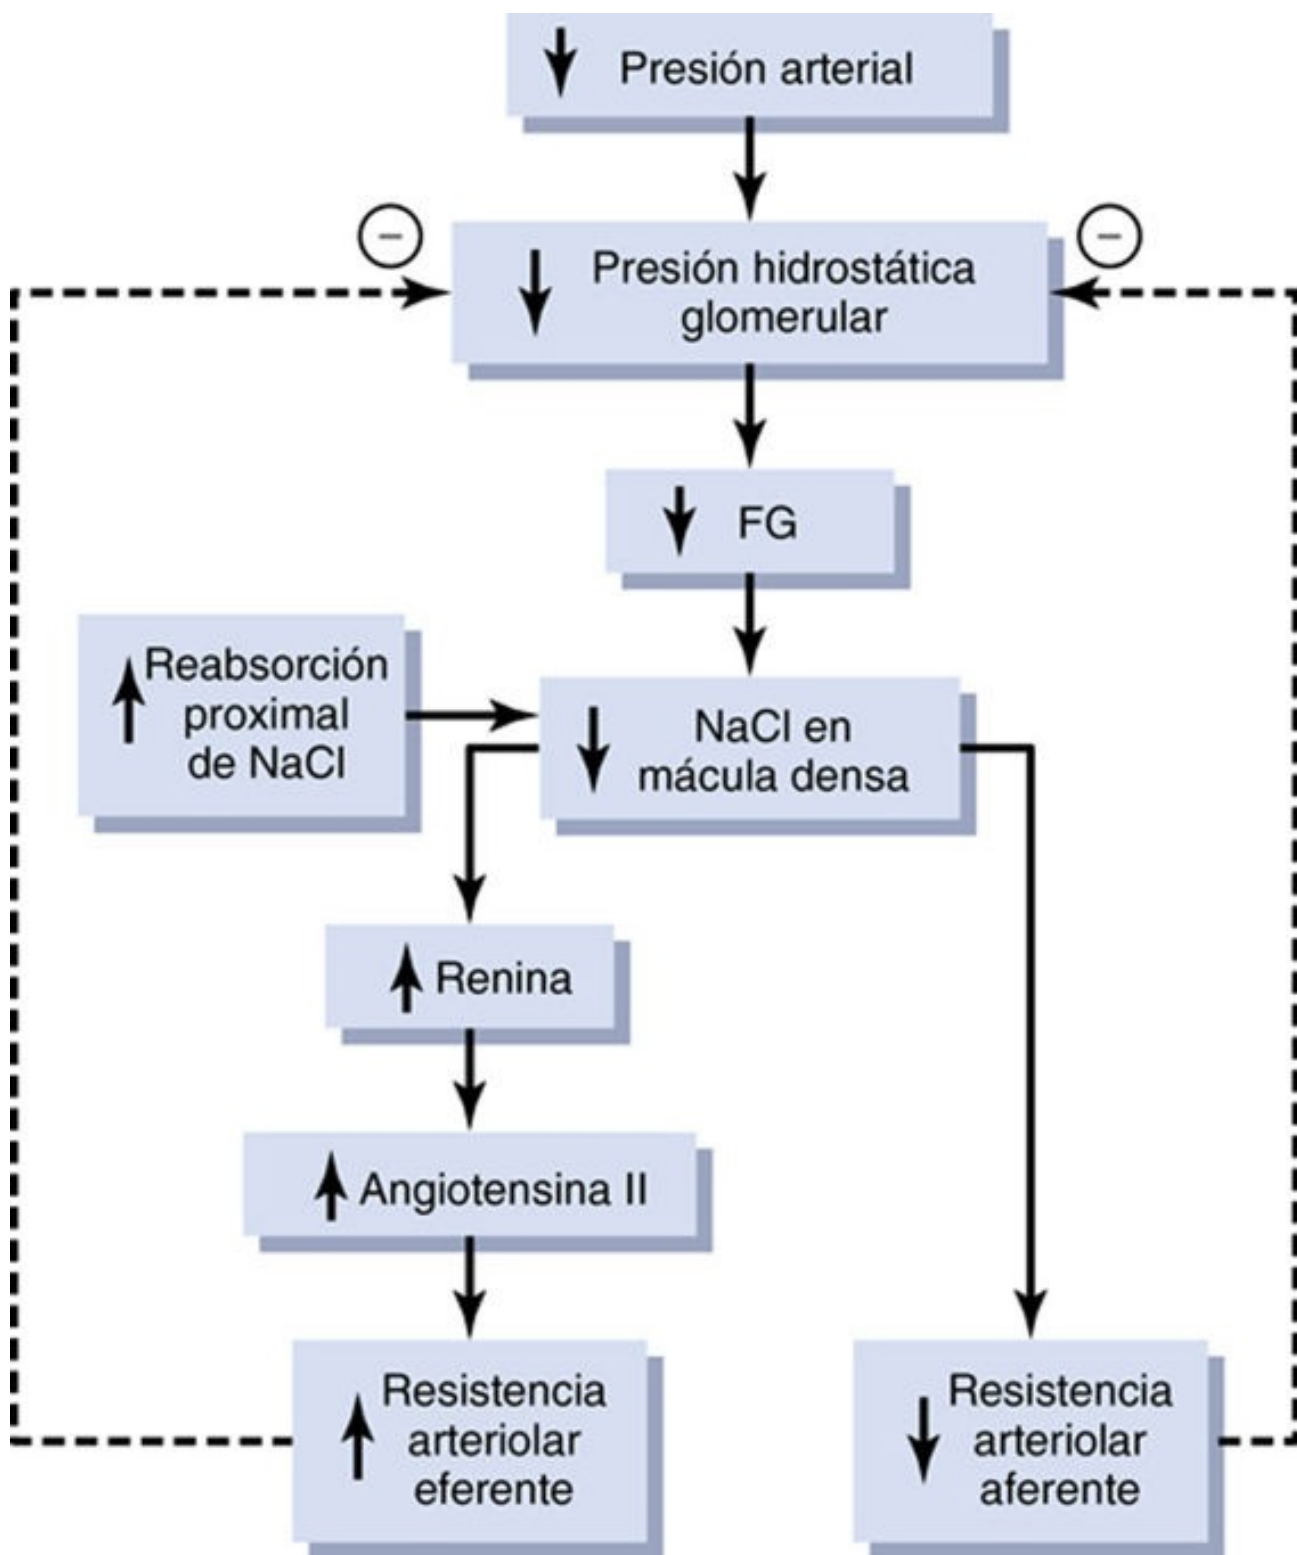 ↓ Presión arterial
−
−
↓ Presión hidrostática
glomerular
↓ FG
↑ Reabsorción
proximal
de NaCl
↓ NaCl en
mácula densa
↑ Renina
↑ Angiotensina II
↑ Resistencia
arteriolar
eferente
↓ Resistencia
arteriolar
aferente